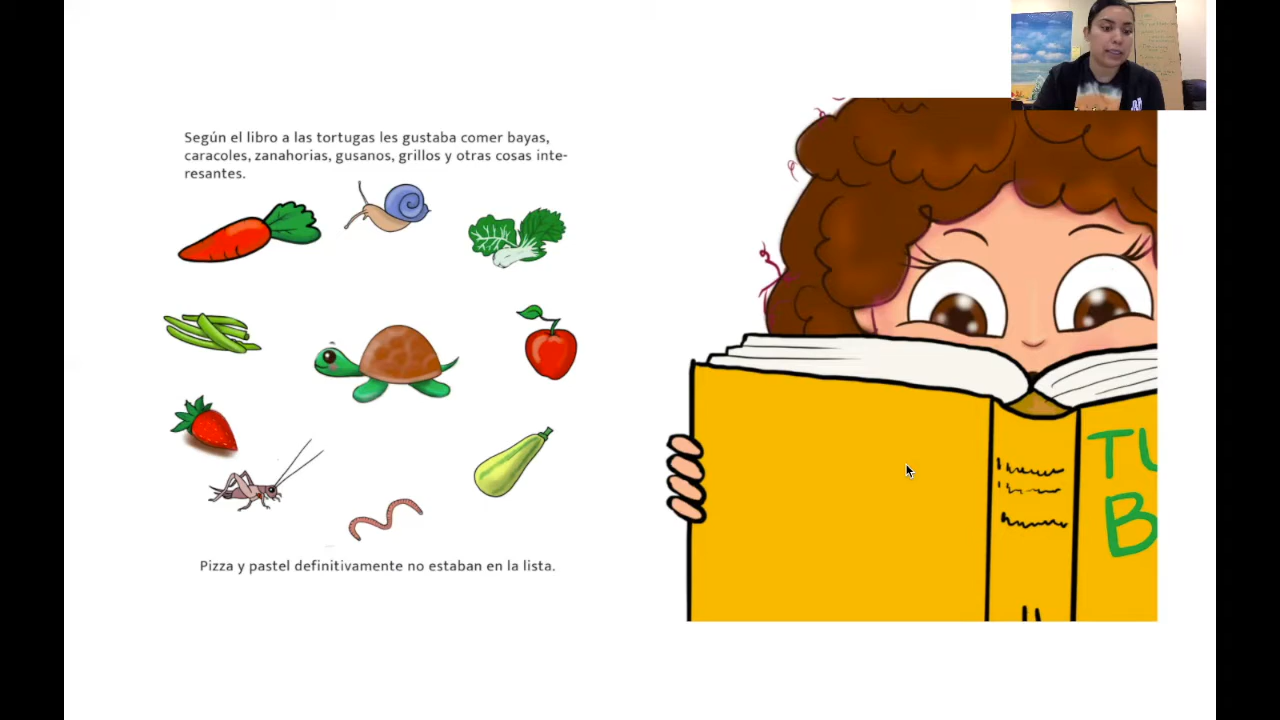 Según el libro a las tortugas les gustaba comer bayas,
caracoles, zanahorias, gusanos, grillos y otras cosas inte-
resantes.
Pizza y pastel definitivamente no estaban en la lista.
TU
B